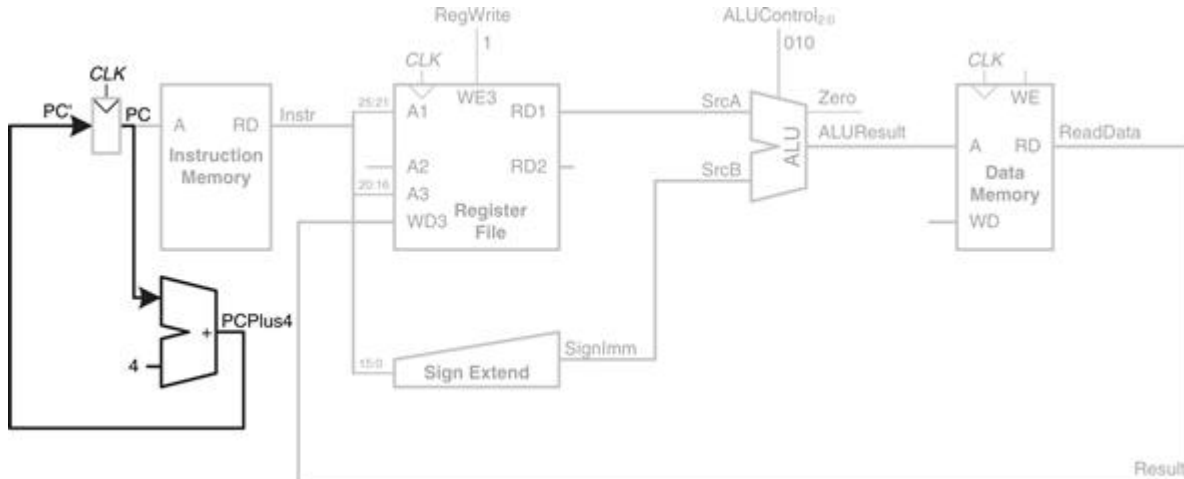 RegWrite
ALUControl2:0
1
010
CLK
CLK
CLK
PC'
PC
A
RD
Instr
Instruction
Memory
25:21
A1
WE3
RD1
A2
RD2
20:16
A3
WD3
Register
File
SrcA
Zero
ALUResult
ALU
SrcB
WE
A
RD
ReadData
Data
Memory
WD
PCPlus4
+
4
SignImm
15:0
Sign Extend
Result